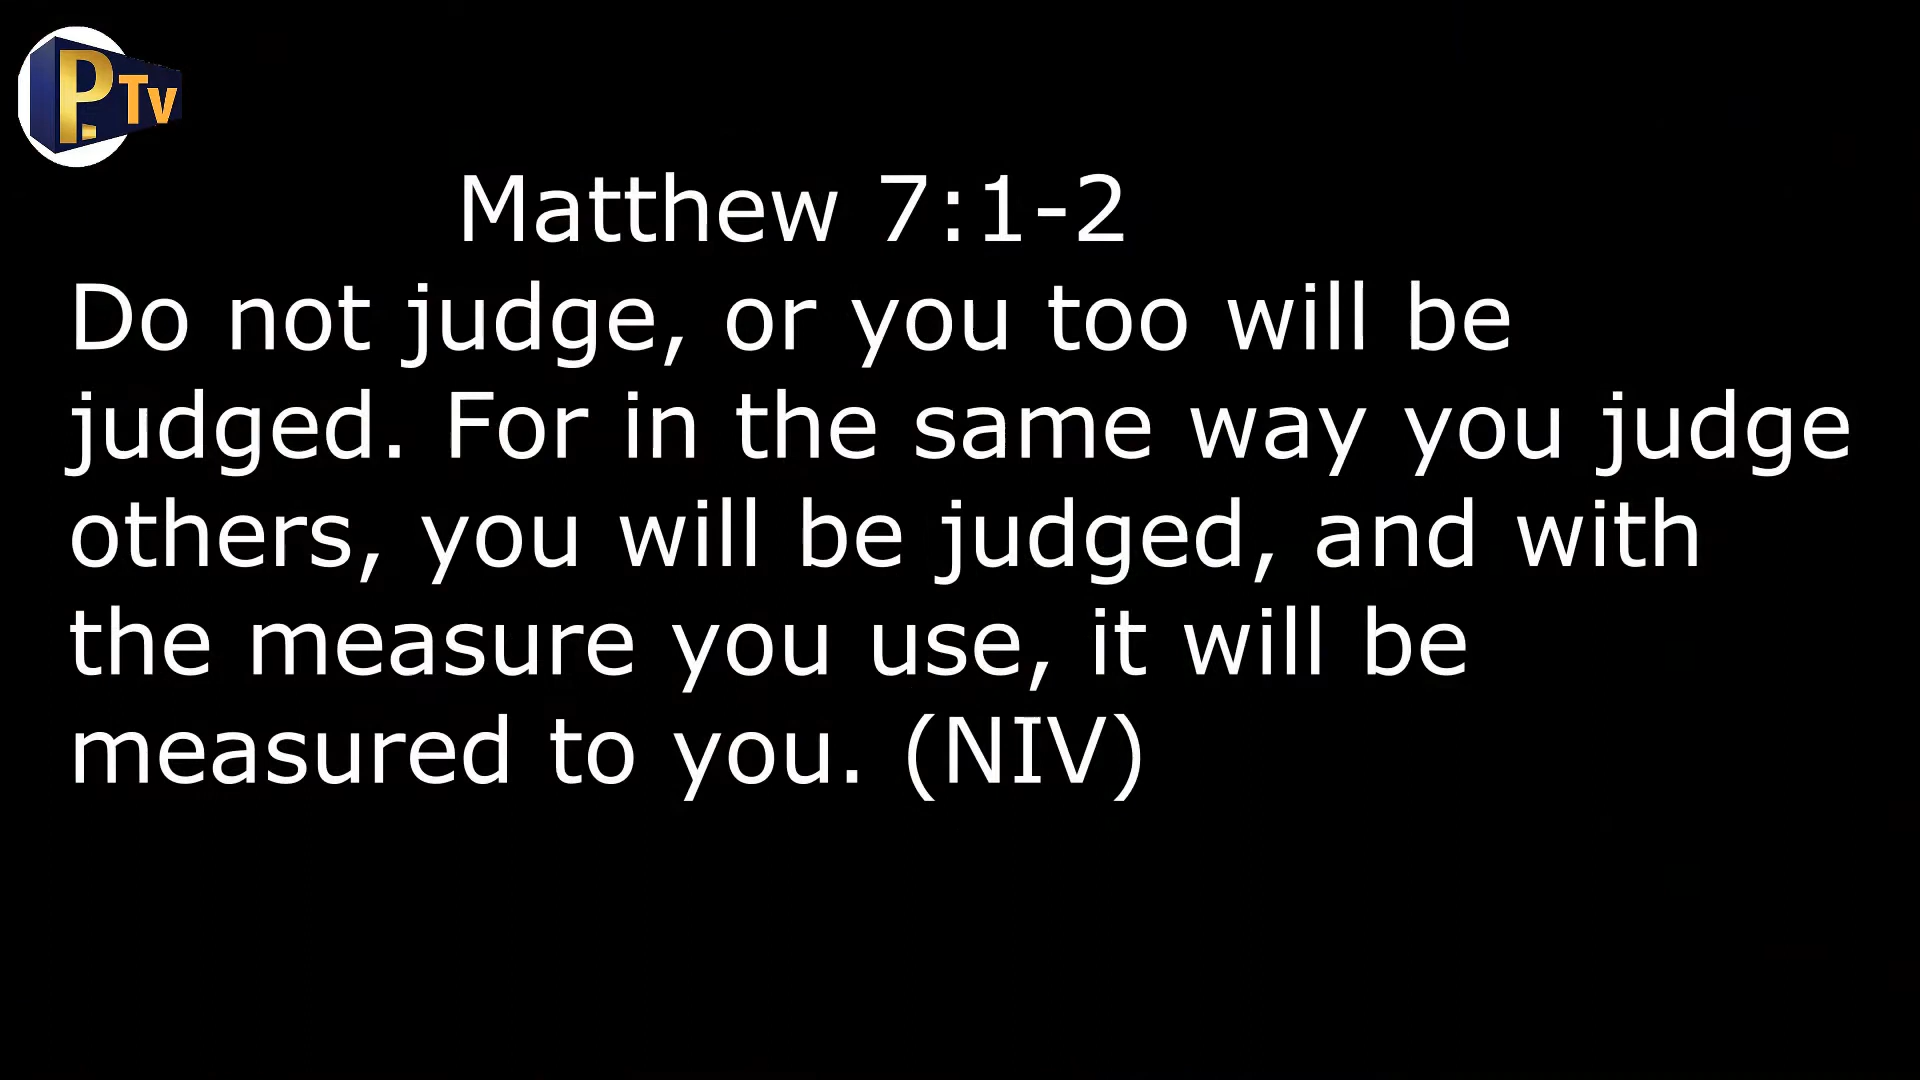 P.Tv
Matthew 7:1-2
Do not judge, or you too will be
judged. For in the same way you judge
others, you will be judged, and with
the measure you use, it will be
measured to you. (NIV)